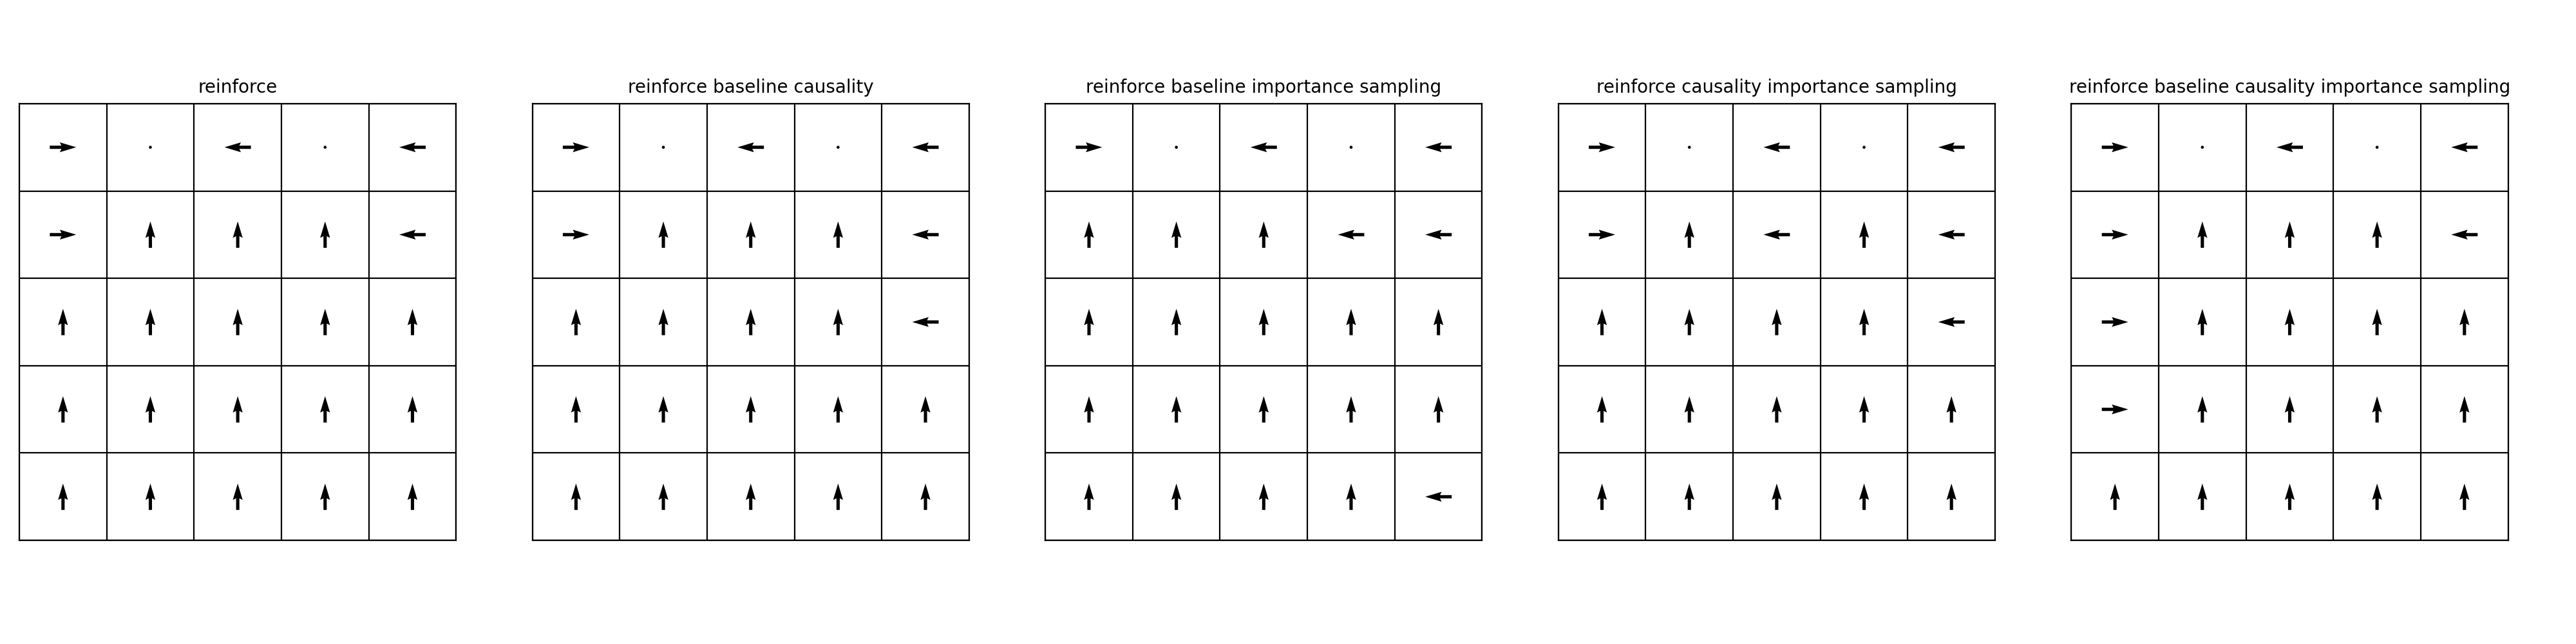 reinforce
reinforce baseline causality
reinforce baseline importance sampling
reinforce causality importance sampling
reinforce baseline causality importance sampling